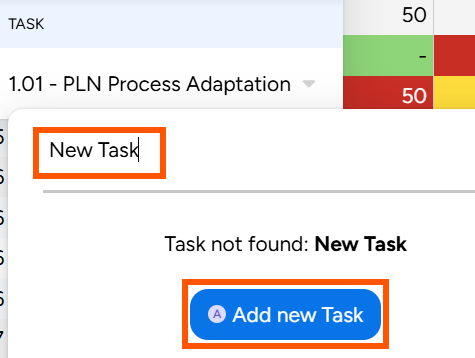 TASK
50
-
1.01 - PLN Process Adaptation
50
New Task
Task not found: New Task
A Add new Task